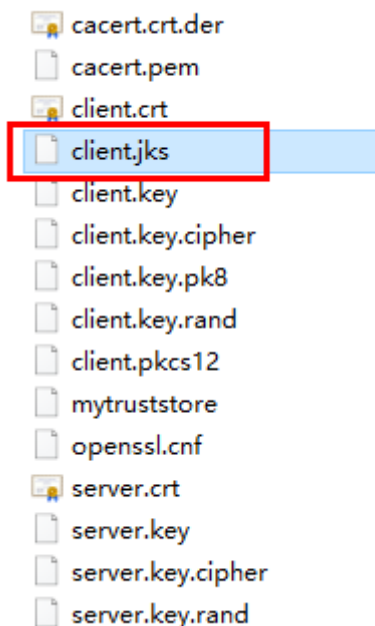 cacert.crt.der
cacert.pem
client.crt
client.jks
client.key
client.key.cipher
client.key.pk8
client.key.rand
client.pkcs12
mytruststore
openssl.cnf
server.crt
server.key
server.key.cipher
server.key.rand